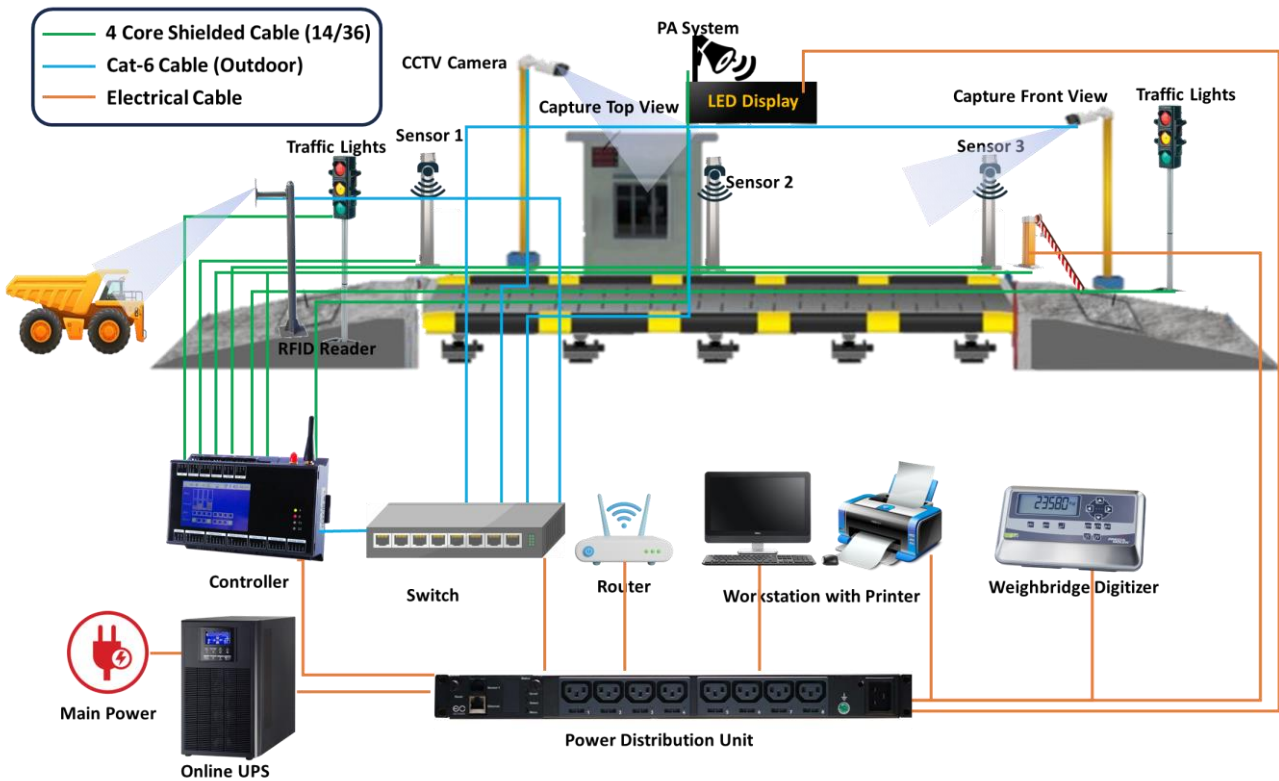 4 Core Shielded Cable (14/36)
Cat-6 Cable (Outdoor)
Electrical Cable
PA System
CCTV Camera
LED Display
Capture Top View
Capture Front View
Traffic Lights
Sensor 1
Traffic Lights
Sensor 3
Sensor 2
RFID Reader
23580
Controller
Switch
Router
Workstation with Printer
Weighbridge Digitizer
Main Power
Power Distribution Unit
Online UPS